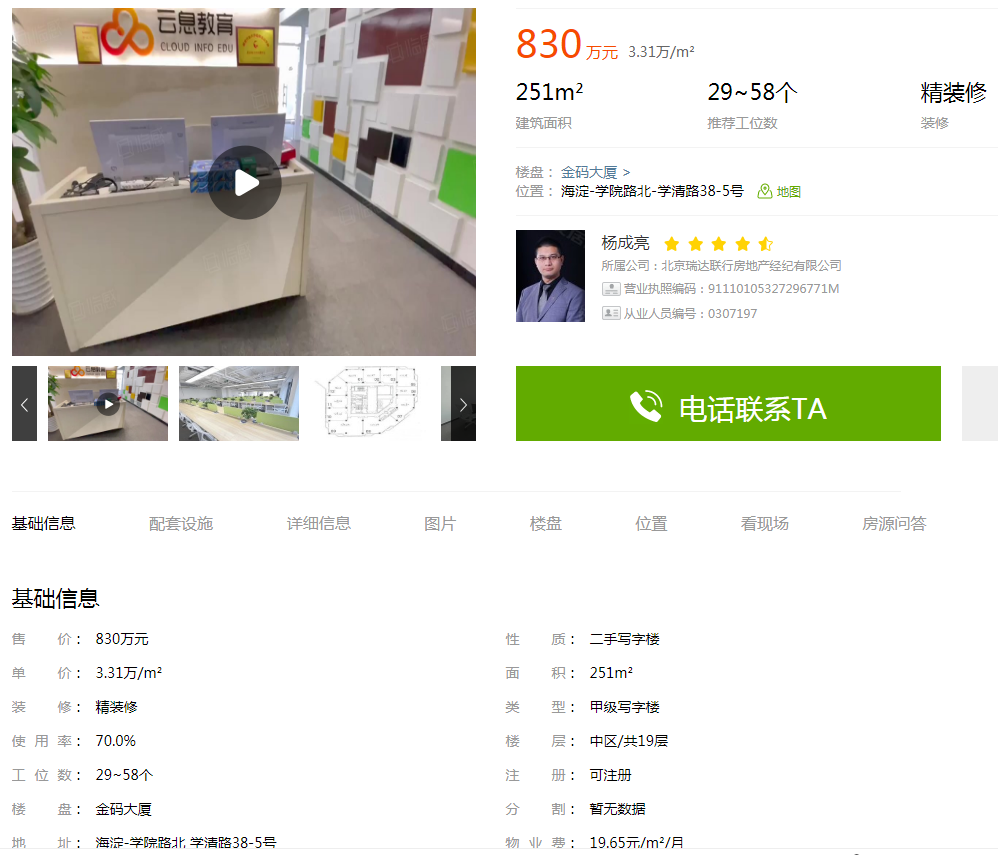 云息教育
CLOUD INFO EDU
830万元 3.31万/m²
251m² 29~58个 精装修
建筑面积 推荐工位数 装修
楼盘： 金码大厦 >
位置： 海淀-学院路北-学清路38-5号 地图
杨成亮
所属公司：北京瑞达联行房地产经纪有限公司
营业执照编码：91110105327296771M
从业人员编号：0307197
电话联系TA
基础信息 配套设施 详细信息 图片 楼盘 位置 看现场 房源问答
基础信息
售 价： 830万元 性 质： 二手写字楼
单 价： 3.31万/m² 面 积： 251m²
装 修： 精装修 类 型： 甲级写字楼
使 用 率： 70.0% 楼 层： 中区/共19层
工 位 数： 29~58个 注 册： 可注册
楼 盘： 金码大厦 分 割： 暂无数据
地 址： 海淀-学院路北 学清路38-5号 物 业 费： 19.65元/m²/月